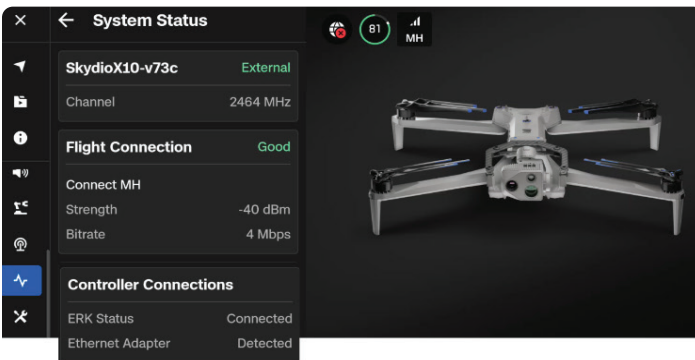 System Status
81
MH
SkydioX10-v73c External
Channel 2464 MHz
Flight Connection Good
Connect MH
Strength -40 dBm
Bitrate 4 Mbps
Controller Connections
ERK Status Connected
Ethernet Adapter Detected